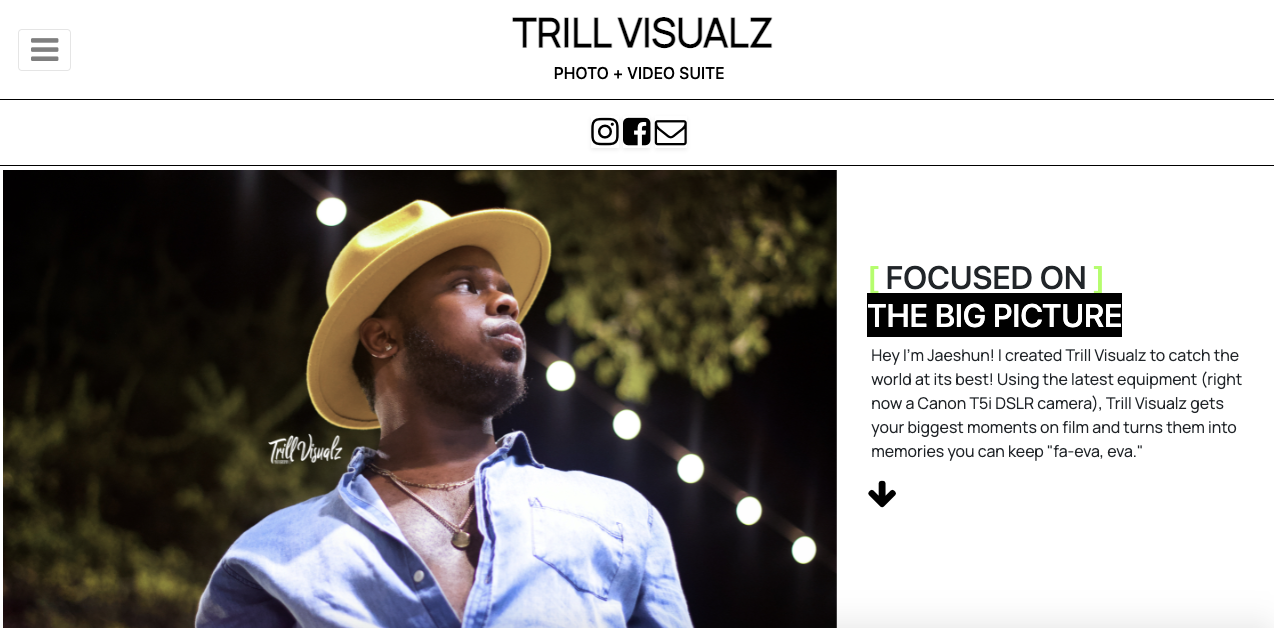 TRILL VISUALZ
PHOTO + VIDEO SUITE
[ FOCUSED ON ]
THE BIG PICTURE
Hey I'm Jaeshun! I created Trill Visualz to catch the
world at its best! Using the latest equipment (right
now a Canon T5i DSLR camera), Trill Visualz gets
your biggest moments on film and turns them into
memories you can keep "fa-eva, eva."
Trill Visualz